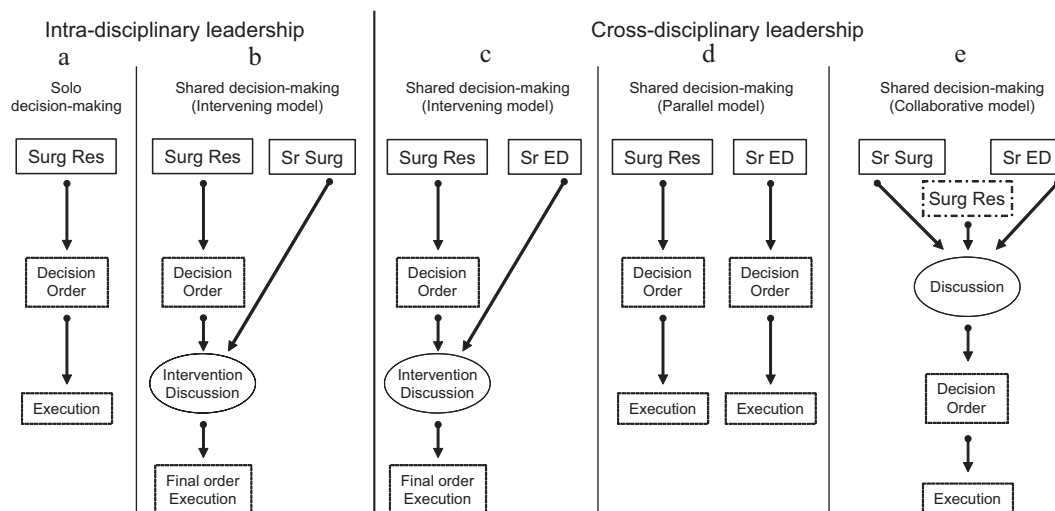 Intra-disciplinary leadership
Cross-disciplinary leadership
a
b
c
d
e
Solo
decision-making
Shared decision-making
(Intervening model)
Shared decision-making
(Intervening model)
Shared decision-making
(Parallel model)
Shared decision-making
(Collaborative model)
Surg Res
Surg Res
Sr Surg
Surg Res
Sr ED
Surg Res
Sr ED
Sr Surg
Sr ED
Surg Res
Decision
Order
Decision
Order
Decision
Order
Decision
Order
Decision
Order
Discussion
Execution
Intervention
Discussion
Intervention
Discussion
Execution
Execution
Decision
Order
Final order
Execution
Final order
Execution
Execution